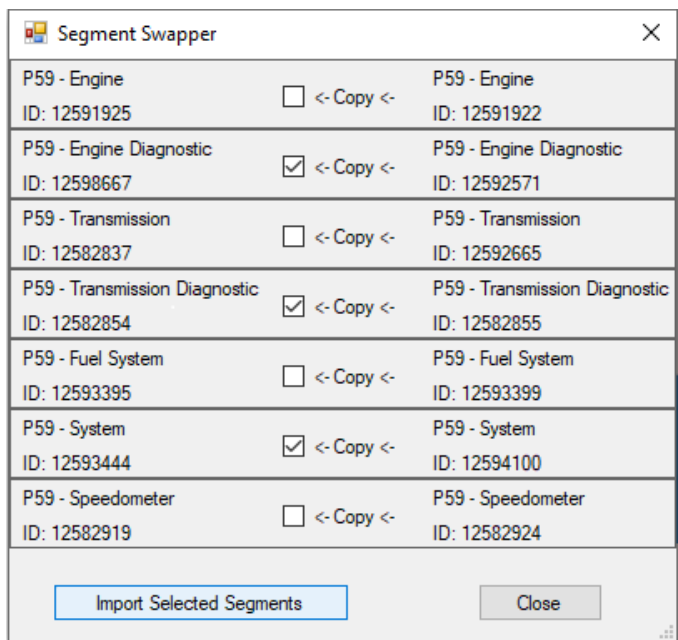 Segment Swapper
P59 - Engine <- Copy <- P59 - Engine
ID: 12591925 ID: 12591922
P59 - Engine Diagnostic <- Copy <- P59 - Engine Diagnostic
ID: 12598667 ID: 12592571
P59 - Transmission <- Copy <- P59 - Transmission
ID: 12582837 ID: 12592665
P59 - Transmission Diagnostic <- Copy <- P59 - Transmission Diagnostic
ID: 12582854 ID: 12582855
P59 - Fuel System <- Copy <- P59 - Fuel System
ID: 12593395 ID: 12593399
P59 - System <- Copy <- P59 - System
ID: 12593444 ID: 12594100
P59 - Speedometer <- Copy <- P59 - Speedometer
ID: 12582919 ID: 12582924
Import Selected Segments Close